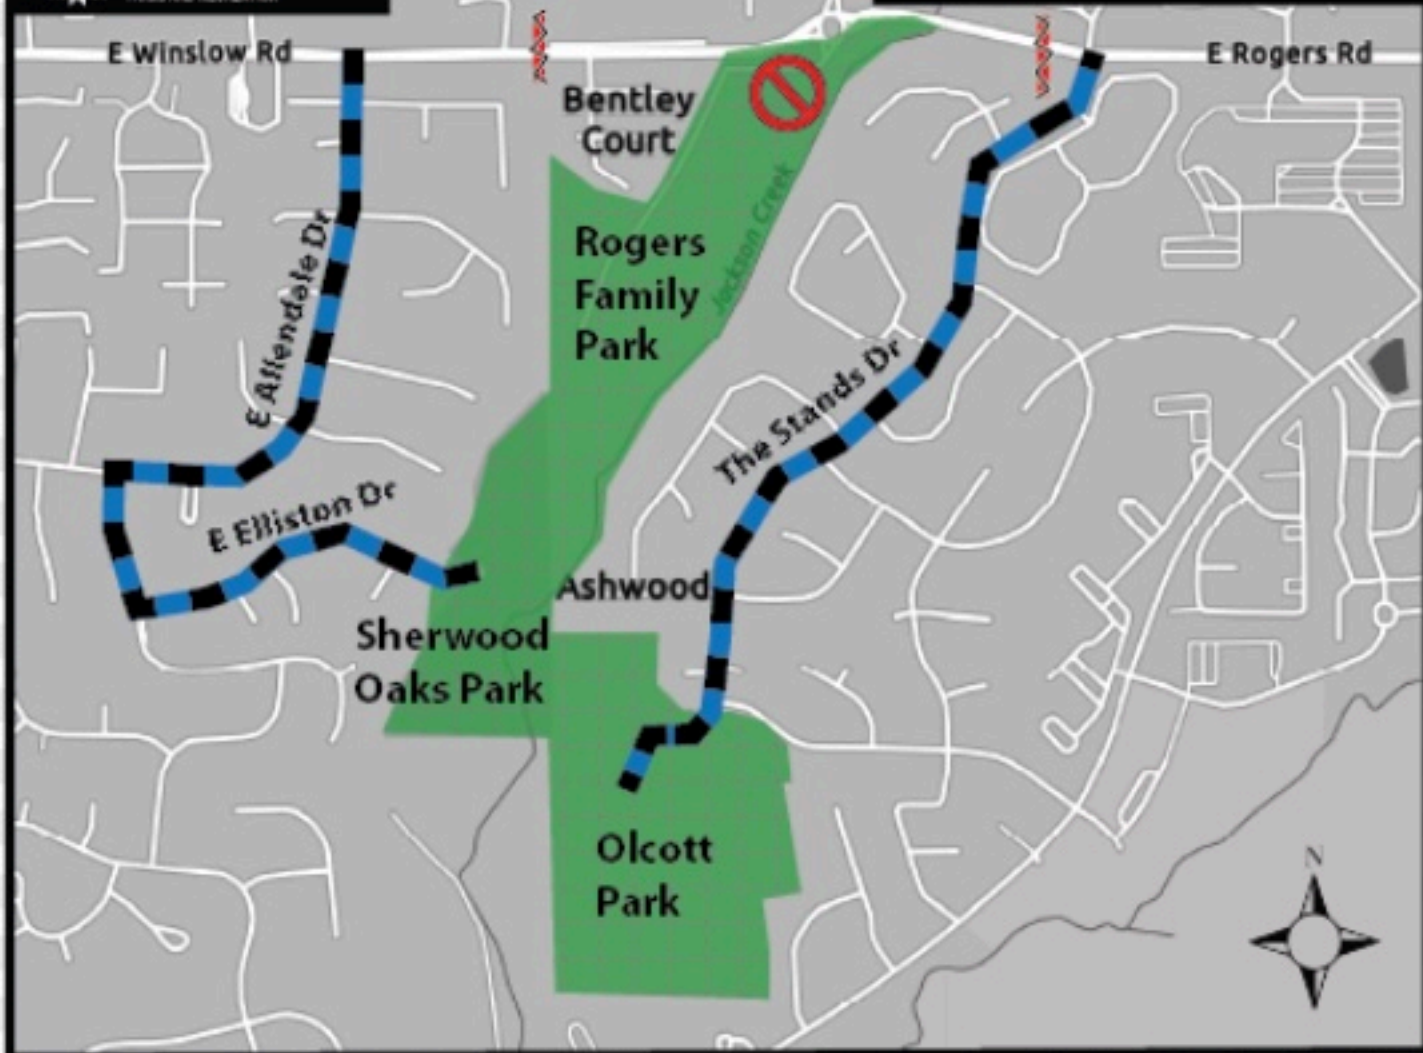 E Winslow Rd
E Rogers Rd
Bentley
Court
Jackson Creek
E Allendale Dr
Rogers
Family
Park
The Stands Dr
E Elliston Dr
Ashwood
Sherwood
Oaks Park
Olcott
Park
N